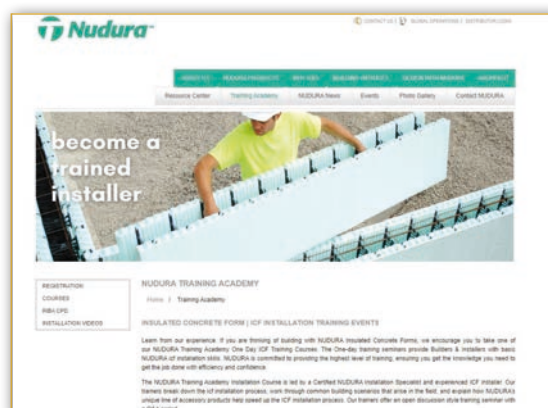 Nudura
CONTACT US | GLOBAL OPERATIONS | DISTRIBUTOR LOGIN
ABOUT US NUDURA PRODUCTS WHY ICFs BUILDING
Resource Center Training Academy NUDURA News Events Photo Gallery Contact NUDURA
become a
trained
installer
REGISTRATION
COURSES
RIBA CPD
INSTALLATION VIDEOS
NUDURA TRAINING ACADEMY
Home / Training Academy
INSULATED CONCRETE FORM | ICF INSTALLATION TRAINING EVENTS
Learn from our experience. If you are thinking of building with NUDURA Insulated Concrete Forms, we encourage you to take one of
our NUDURA Training Academy One Day ICF Training Courses. The One-day training seminars provide Builders & Installers with basic
NUDURA ICF installation skills. NUDURA is committed to providing the highest level of training, ensuring you get the knowledge you need to
get the job done with efficiency and confidence.
The NUDURA Training Academy Installation Course is led by a Certified NUDURA Installation Specialist and experienced ICF installer. Our
trainers break down the icf installation process, work through common building scenarios that arise in the field, and explain how NUDURA's
unique line of accessory products help speed up the ICF installation process. Our trainers offer an open discussion style training seminar with